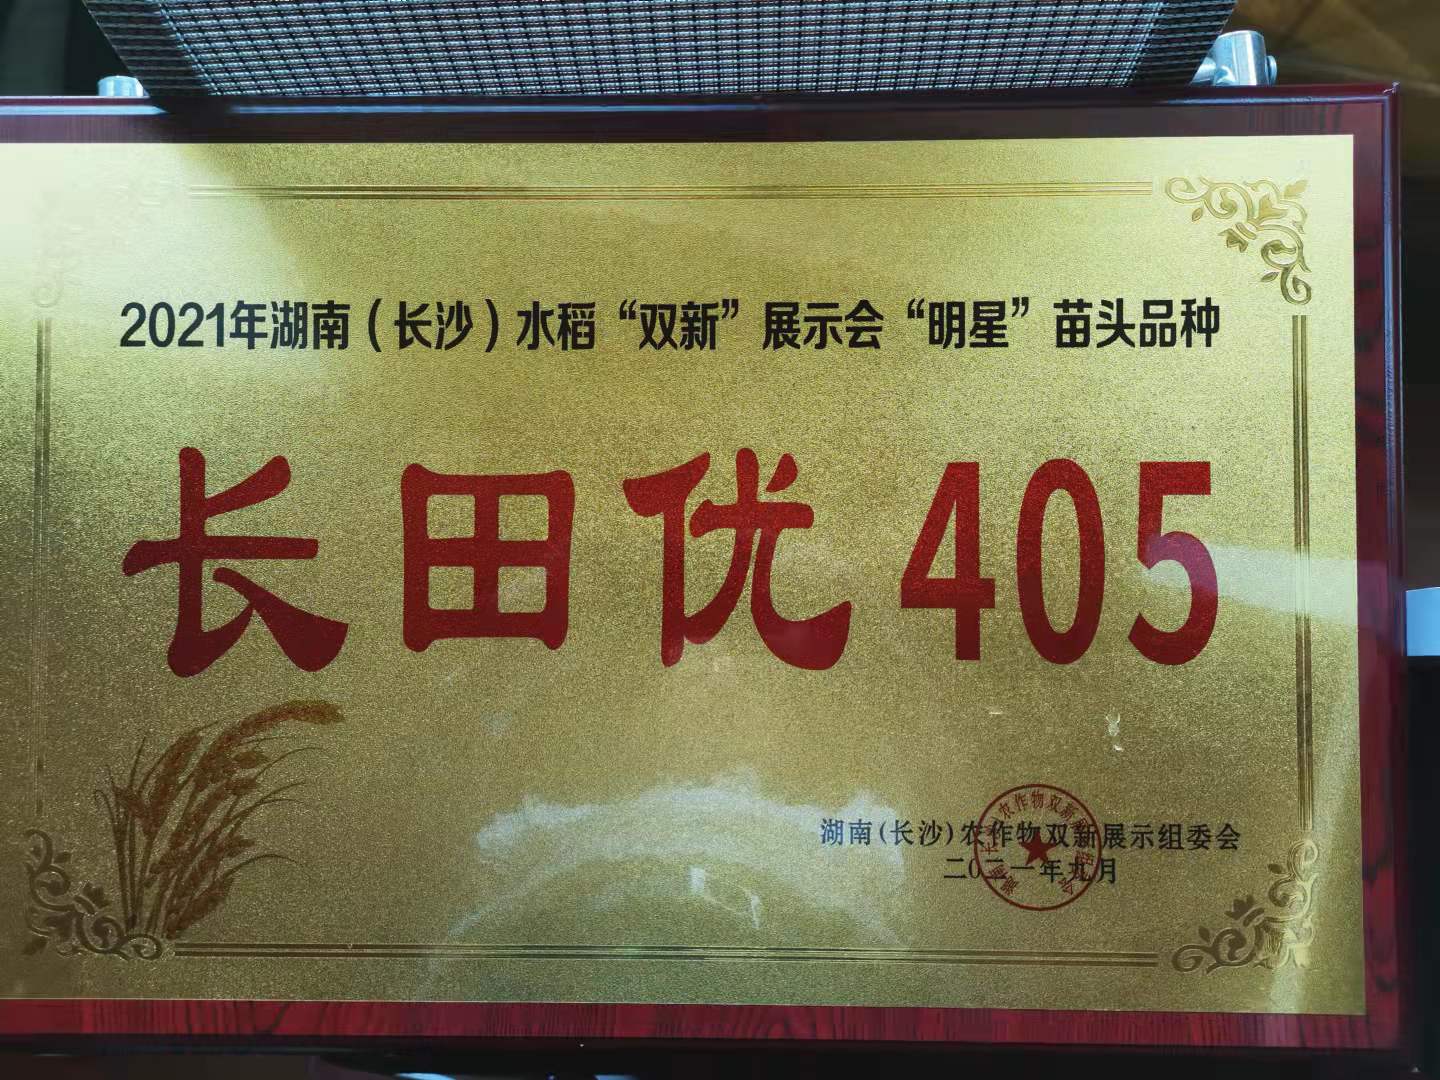 2021年湖南（长沙）水稻“双新”展示会“明星”苗头品种
长田优405
湖南(长沙)农作物双新展示组委会
二0二一年九月